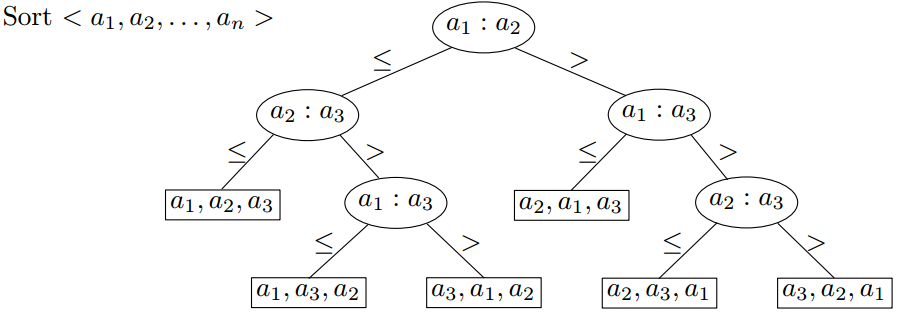 Sort < a₁, a₂, . . . , aₙ >
a₁ : a₂
≤ >
a₂ : a₃ a₁ : a₃
≤ > ≤ >
a₁, a₂, a₃ a₁ : a₃ a₂, a₁, a₃ a₂ : a₃
≤ > ≤ >
a₁, a₃, a₂ a₃, a₁, a₂ a₂, a₃, a₁ a₃, a₂, a₁